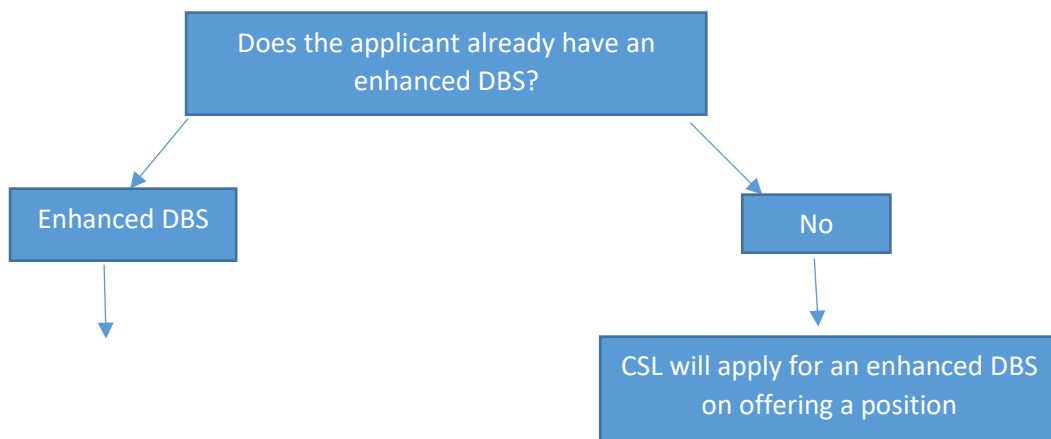 Does the applicant already have an
enhanced DBS?
Enhanced DBS
No
CSL will apply for an enhanced DBS
on offering a position